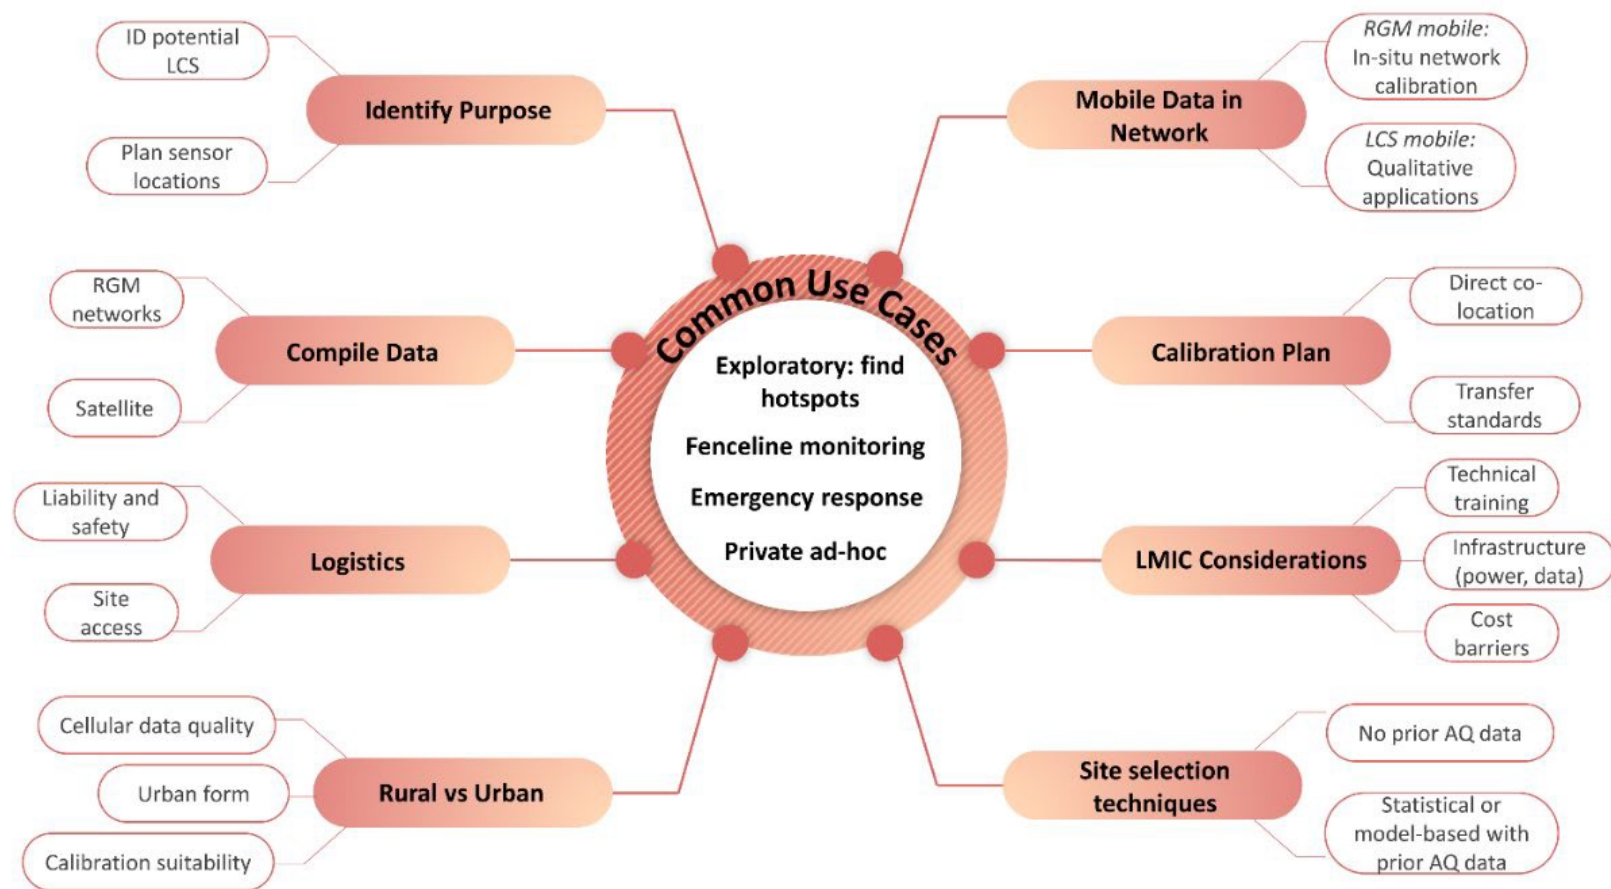 ID potential
LCS
Identify Purpose
Plan sensor
locations
RGM
networks
Compile Data
Satellite
Liability and
safety
Logistics
Site
access
Cellular data quality
Urban form
Rural vs Urban
Calibration suitability
Common Use Cases
Exploratory: find
hotspots
Fenceline monitoring
Emergency response
Private ad-hoc
RGM mobile:
In-situ network
calibration
Mobile Data in
Network
LCS mobile:
Qualitative
applications
Direct co-
location
Calibration Plan
Transfer
standards
Technical
training
LMIC Considerations
Infrastructure
(power, data)
Cost
barriers
No prior AQ data
Site selection
techniques
Statistical or
model-based with
prior AQ data